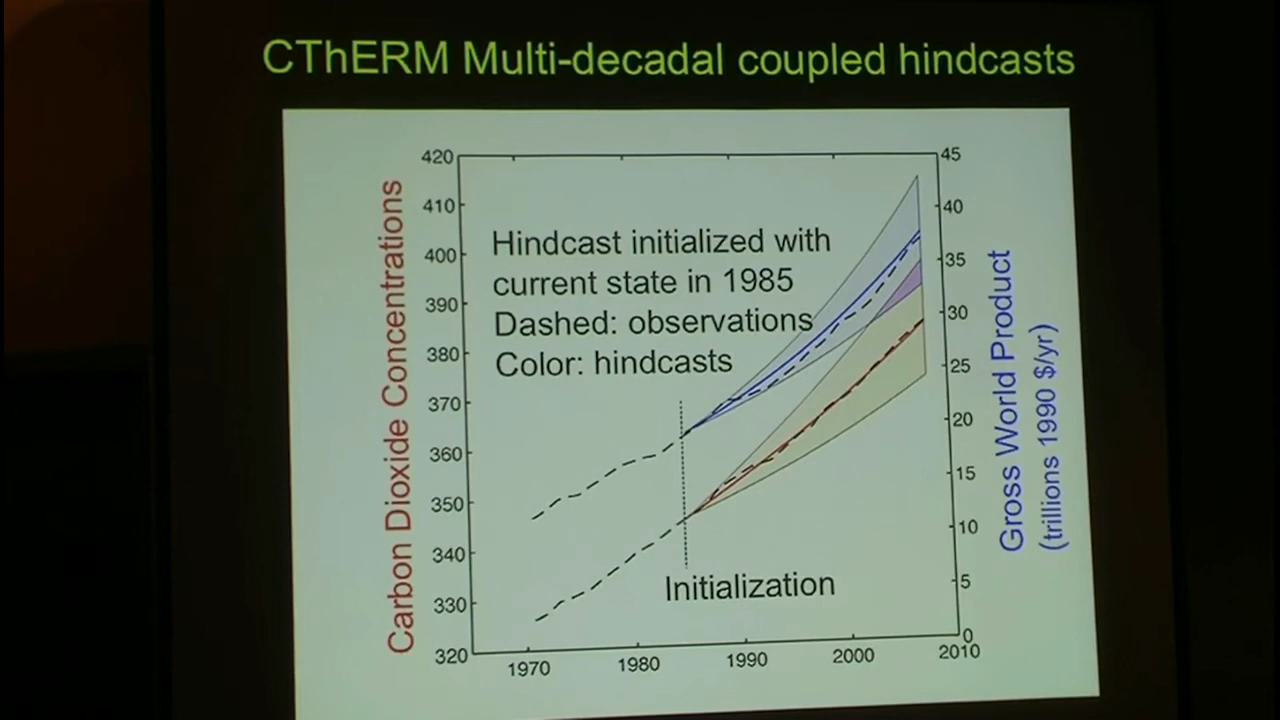 CThERM Multi-decadal coupled hindcasts
420
410
400
390
380
370
360
350
340
330
320
Carbon Dioxide Concentrations
Hindcast initialized with
current state in 1985
Dashed: observations
Color: hindcasts
Initialization
1970
1980
1990
2000
2010
45
40
35
30
25
20
15
10
5
0
Gross World Product
(trillions 1990 $/yr)